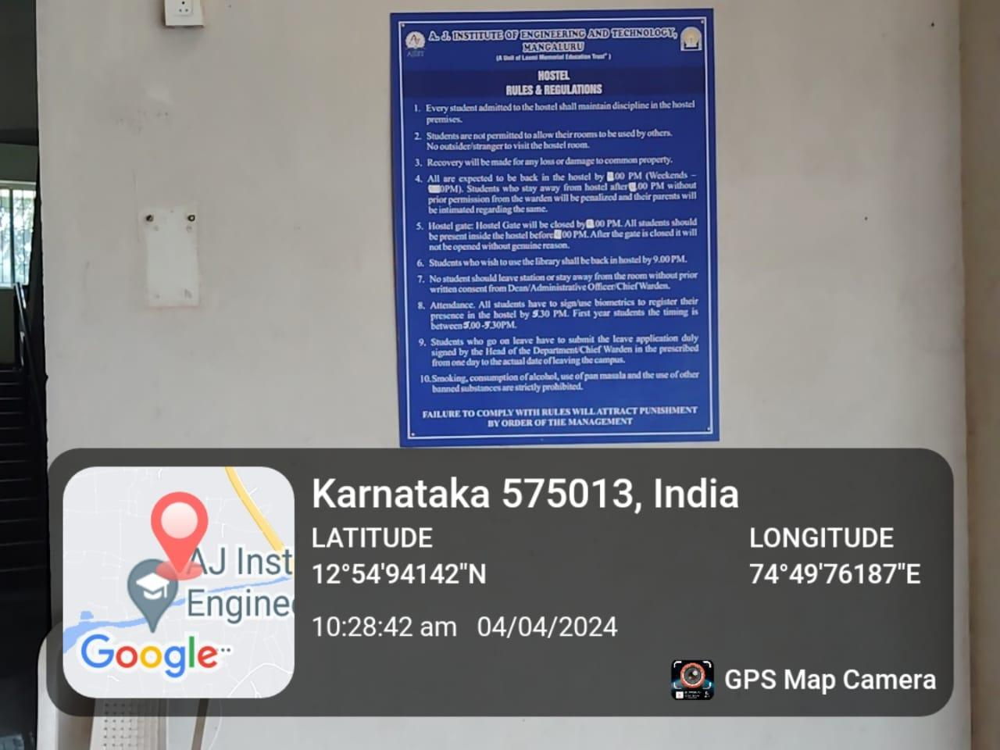 A. J. INSTITUTE OF ENGINEERING AND TECHNOLOGY,
MANGALURU
(A Unit of Laxmi Memorial Education Trust®)
AJIET
HOSTEL
RULES & REGULATIONS
1. Every student admitted to the hostel shall maintain discipline in the hostel
premises.
2. Students are not permitted to allow their rooms to be used by others.
No outsider/stranger to visit the hostel room.
3. Recovery will be made for any loss or damage to common property.
4. All are expected to be back in the hostel by .00 PM (Weekends –
0PM). Students who stay away from hostel after .00 PM without
prior permission from the warden will be penalized and their parents will
be intimated regarding the same.
5. Hostel gate: Hostel Gate will be closed by .00 PM. All students should
be present inside the hostel before 00 PM. After the gate is closed it will
not be opened without genuine reason.
6. Students who wish to use the library shall be back in hostel by 9.00 PM.
7. No student should leave station or stay away from the room without prior
written consent from Dean/Administrative Officer/Chief Warden.
8. Attendance. All students have to sign/use biometrics to register their
presence in the hostel by .30 PM. First year students the timing is
between .00 - .30PM.
9. Students who go on leave have to submit the leave application duly
signed by the Head of the Department/Chief Warden in the prescribed
from one day to the actual date of leaving the campus.
10. Smoking, consumption of alcohol, use of pan masala and the use of other
banned substances are strictly prohibited.
FAILURE TO COMPLY WITH RULES WILL ATTRACT PUNISHMENT
BY ORDER OF THE MANAGEMENT
AJ Inst
Enginee
Google
Karnataka 575013, India
LATITUDE
12°54'94142"N
LONGITUDE
74°49'76187"E
10:28:42 am 04/04/2024
GPS Map Camera